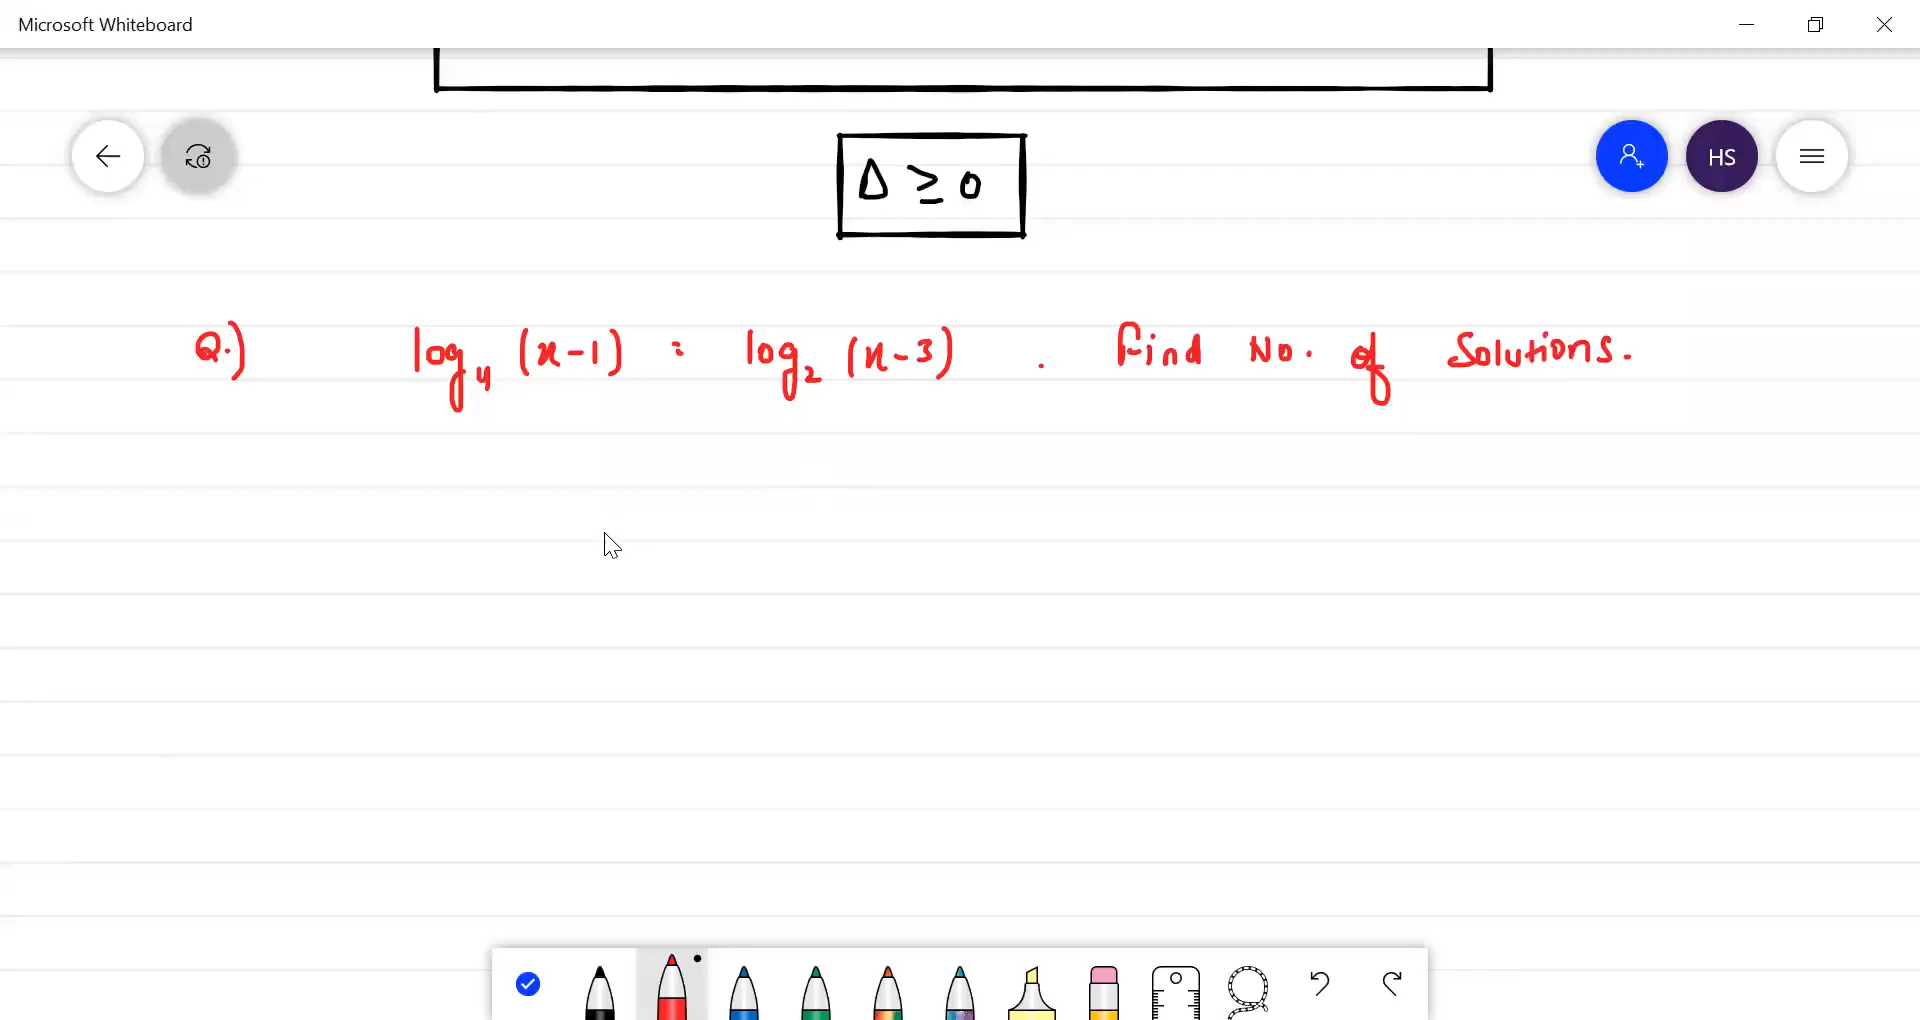 Microsoft Whiteboard
Δ ≥ 0
HS
Q.) log₄ (x-1) = log₂ (x-3) . Find No. of Solutions.